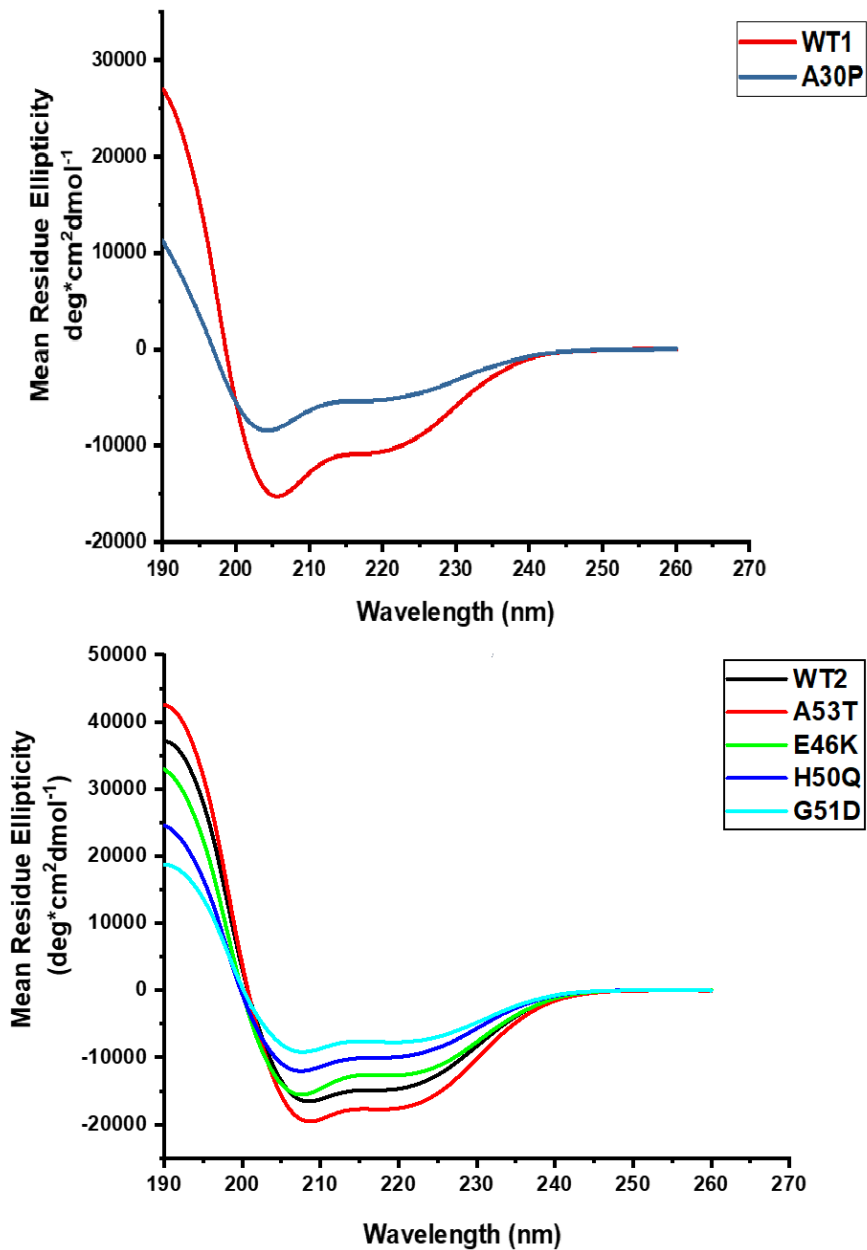 WT1
A30P
30000
20000
10000
0
-10000
-20000
Mean Residue Ellipticity
deg*cm²dmol⁻¹
190 200 210 220 230 240 250 260 270
Wavelength (nm)
WT2
A53T
E46K
H50Q
G51D
50000
40000
30000
20000
10000
0
-10000
-20000
Mean Residue Ellipticity
(deg*cm²dmol⁻¹)
190 200 210 220 230 240 250 260 270
Wavelength (nm)